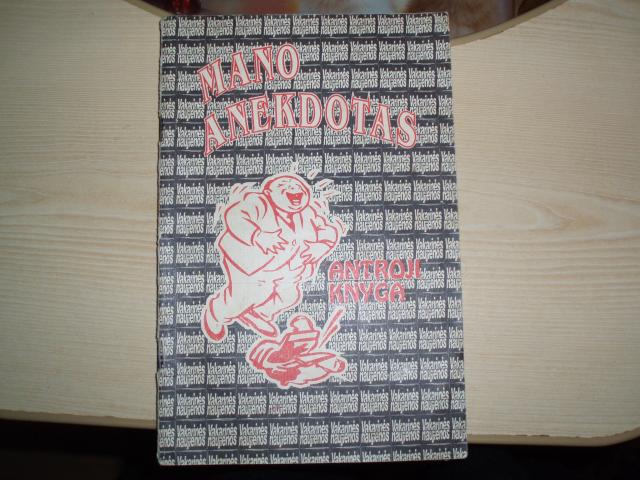 MANO
ANEKDOTAS
ANTROJI
KNYGA
Vakarinės
naujienos